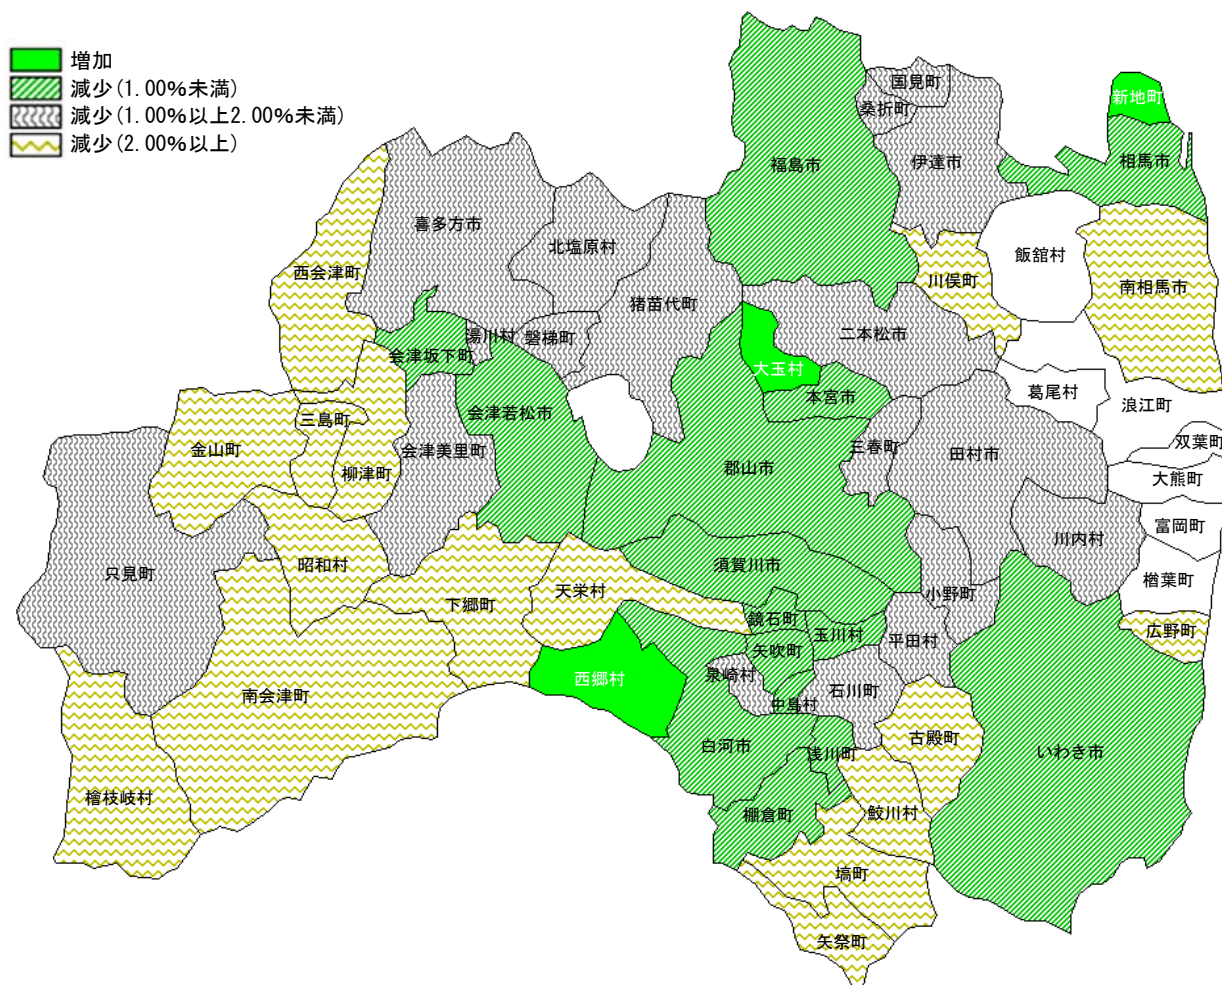 増加
減少(1.00%未満)
減少(1.00%以上2.00%未満)
減少(2.00%以上)
国見町
桑折町
新地町
福島市
伊達市
相馬市
喜多方市
北塩原村
西会津町
飯舘村
川俣町
南相馬市
猪苗代町
二本松市
湯川村
磐梯町
会津坂下町
大玉村
本宮市
葛尾村
浪江町
会津若松市
三島町
金山町
会津美里町
柳津町
三春町
田村市
双葉町
郡山市
大熊町
富岡町
川内村
只見町
昭和村
須賀川市
楢葉町
下郷町
天栄村
小野町
鏡石町
玉川村
平田村
広野町
矢吹町
泉崎村
西郷村
石川町
南会津町
中島村
白河市
浅川町
古殿町
いわき市
檜枝岐村
棚倉町
鮫川村
塙町
矢祭町